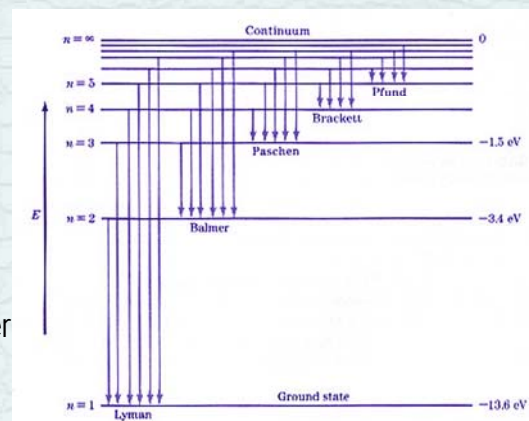 Continuum
n = ∞ 0
n = 5
Pfund
n = 4
Brackett
n = 3 −1.5 eV
Paschen
E
n = 2 −3.4 eV
Balmer
er
Ground state
n = 1 −13.6 eV
Lyman